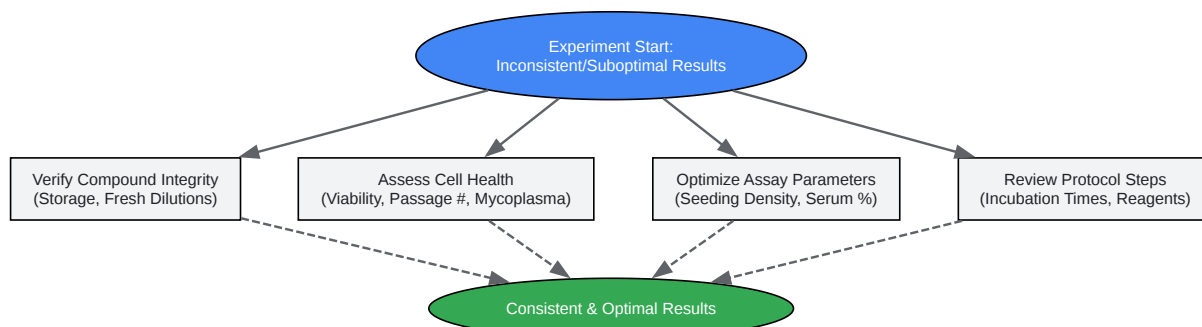 Experiment Start:
Inconsistent/Suboptimal Results
Verify Compound Integrity
(Storage, Fresh Dilutions)
Assess Cell Health
(Viability, Passage #, Mycoplasma)
Optimize Assay Parameters
(Seeding Density, Serum %)
Review Protocol Steps
(Incubation Times, Reagents)
Consistent & Optimal Results